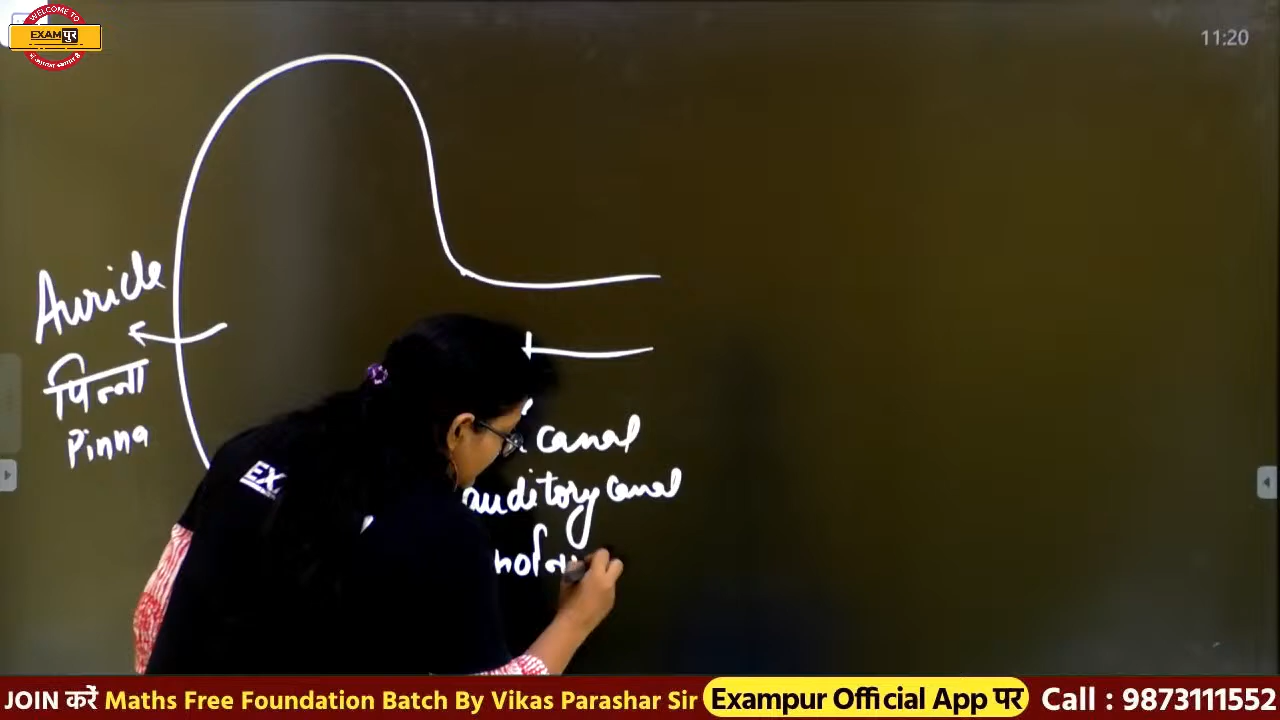 WELCOME TO
EXAMपुर
11:20
Auricle
पिन्ना
Pinna
canal
auditory canal
JOIN करें Maths Free Foundation Batch By Vikas Parashar Sir Exampur Official App पर Call : 9873111552